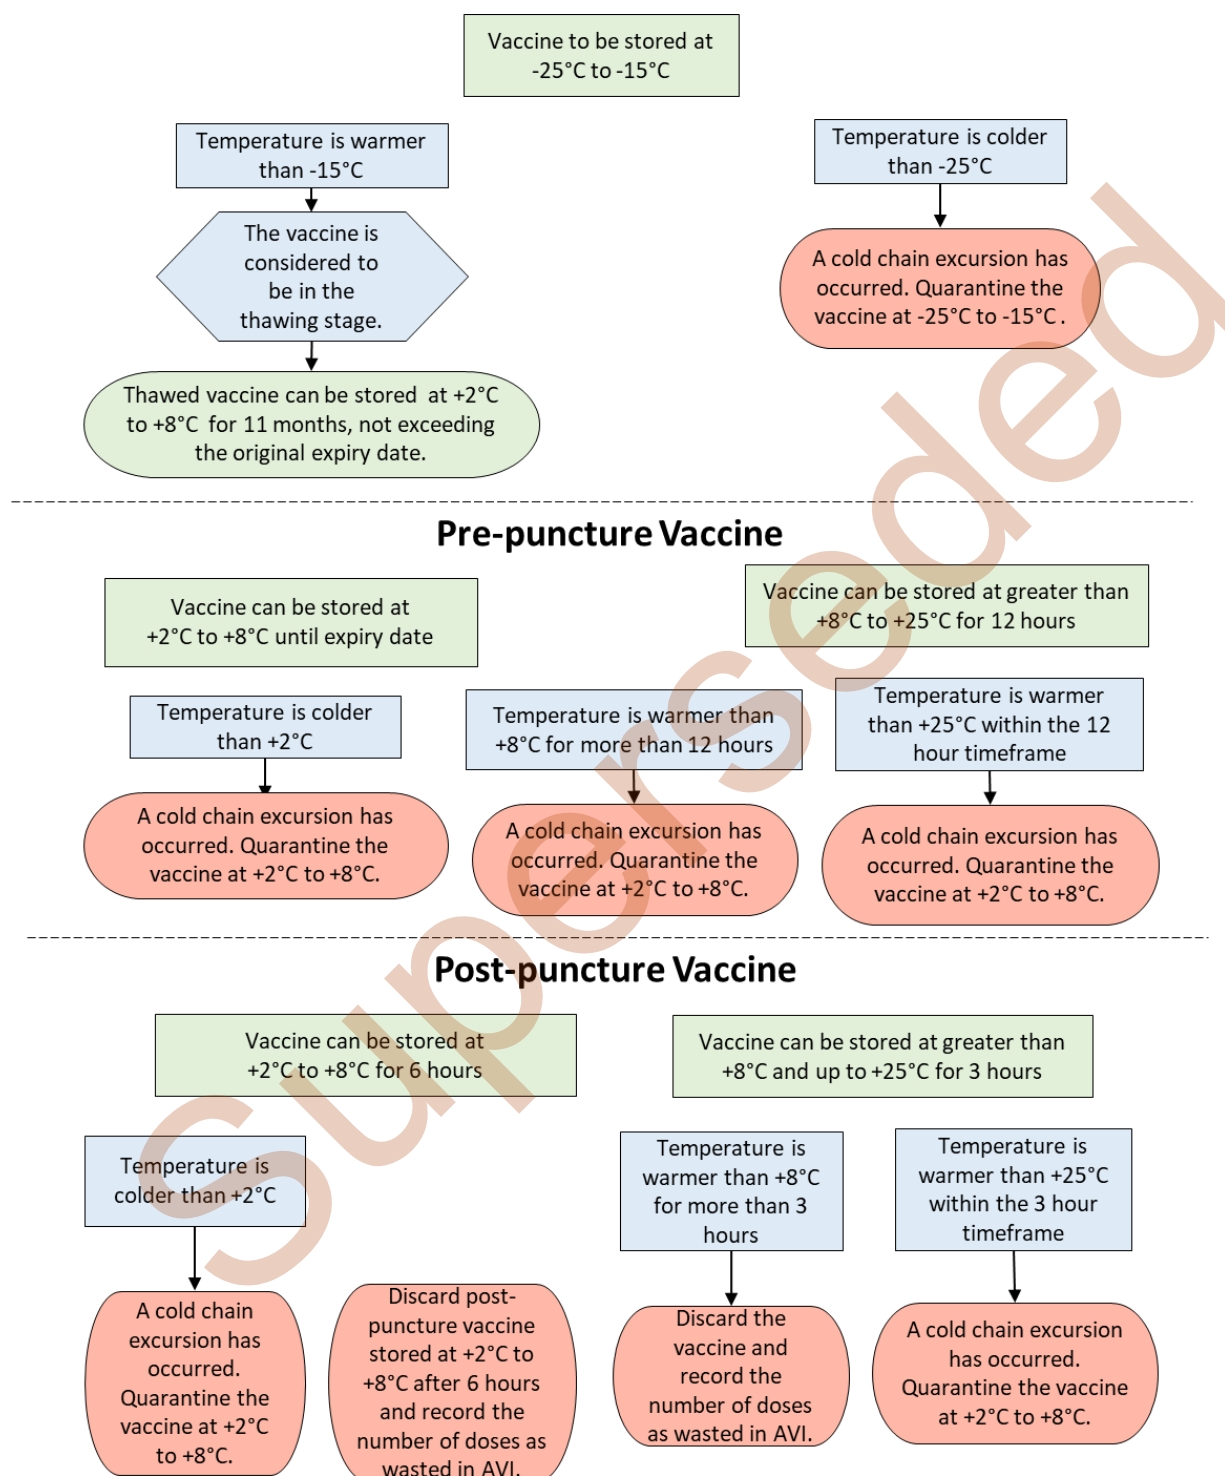 Vaccine to be stored at
-25°C to -15°C
Temperature is warmer
than -15°C
Temperature is colder
than -25°C
The vaccine is
considered to
be in the
thawing stage.
A cold chain excursion has
occurred. Quarantine the
vaccine at -25°C to -15°C .
Thawed vaccine can be stored at +2°C
to +8°C for 11 months, not exceeding
the original expiry date.
Pre-puncture Vaccine
Vaccine can be stored at
+2°C to +8°C until expiry date
Vaccine can be stored at greater than
+8°C to +25°C for 12 hours
Temperature is colder
than +2°C
Temperature is warmer than
+8°C for more than 12 hours
Temperature is warmer
than +25°C within the 12
hour timeframe
A cold chain excursion has
occurred. Quarantine the
vaccine at +2°C to +8°C.
A cold chain excursion has
occurred. Quarantine the
vaccine at +2°C to +8°C.
A cold chain excursion has
occurred. Quarantine the
vaccine at +2°C to +8°C.
Post-puncture Vaccine
Vaccine can be stored at
+2°C to +8°C for 6 hours
Vaccine can be stored at greater than
+8°C and up to +25°C for 3 hours
Temperature is
colder than +2°C
Temperature is
warmer than +8°C
for more than 3
hours
Temperature is
warmer than +25°C
within the 3 hour
timeframe
A cold chain
excursion has
occurred.
Quarantine the
vaccine at +2°C
to +8°C.
Discard post-
puncture vaccine
stored at +2°C to
+8°C after 6 hours
and record the
number of doses as
wasted in AVI.
Discard the
vaccine and
record the
number of doses
as wasted in AVI.
A cold chain excursion
has occurred.
Quarantine the vaccine
at +2°C to +8°C.
Superseded